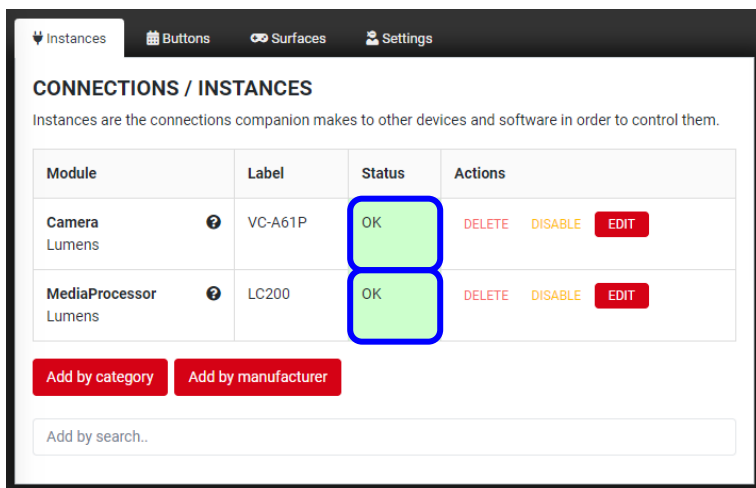 Instances Buttons Surfaces Settings
CONNECTIONS / INSTANCES
Instances are the connections companion makes to other devices and software in order to control them.
Module Label Status Actions
Camera VC-A61P OK DELETE DISABLE EDIT
Lumens
MediaProcessor LC200 OK DELETE DISABLE EDIT
Lumens
Add by category Add by manufacturer
Add by search..